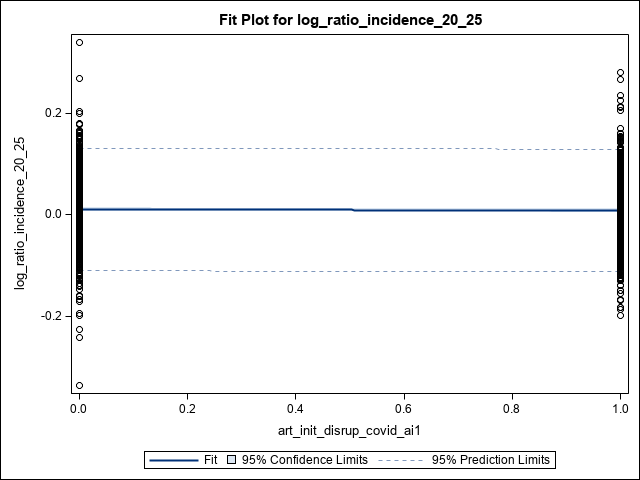 Fit Plot for log_ratio_incidence_20_25
log_ratio_incidence_20_25
0.2
0.0
-0.2
0.0 0.2 0.4 0.6 0.8 1.0
art_init_disrup_covid_ai1
Fit 95% Confidence Limits 95% Prediction Limits